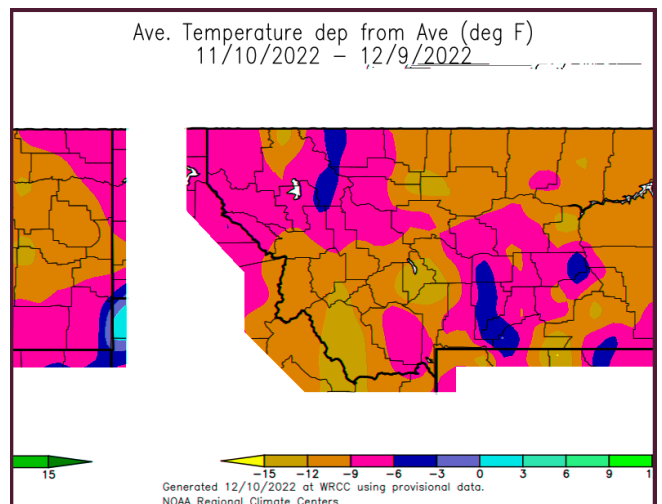 Ave. Temperature dep from Ave (deg F)
11/10/2022 – 12/9/2022
15
-15 -12 -9 -6 -3 0 3 6 9 1
Generated 12/10/2022 at WRCC using provisional data.
NOAA Regional Climate Centers